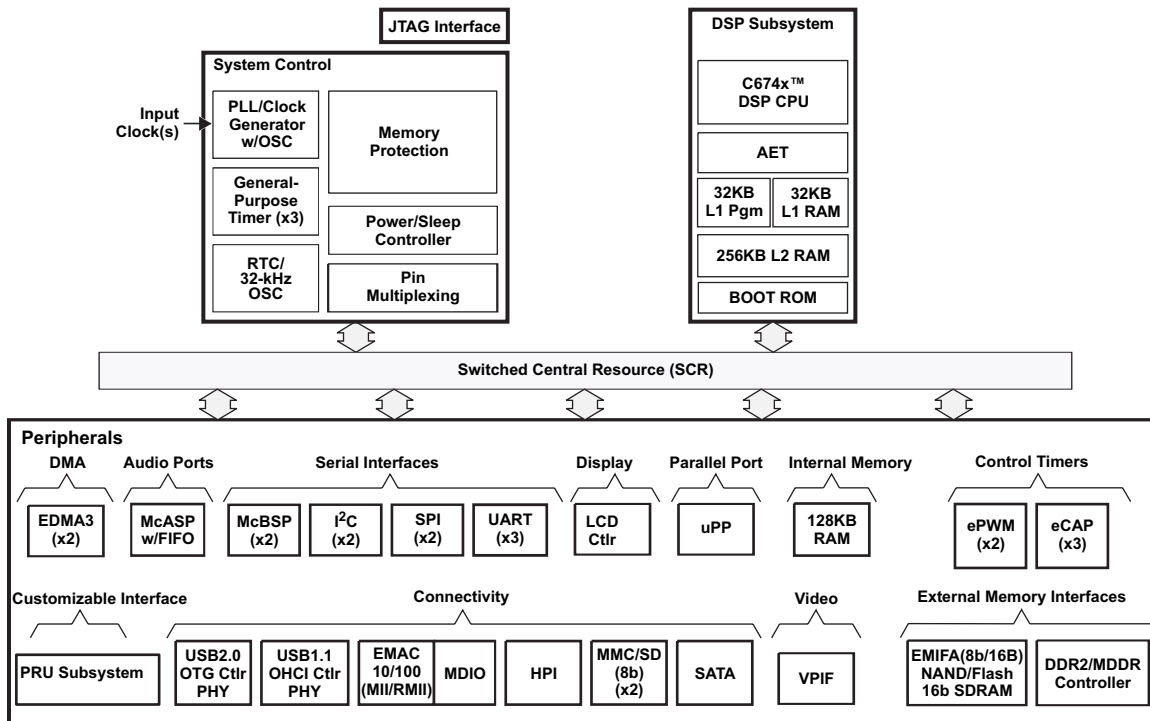 JTAG Interface
System Control
Input
Clock(s)
PLL/Clock
Generator
w/OSC
General-
Purpose
Timer (x3)
RTC/
32-kHz
OSC
Memory
Protection
Power/Sleep
Controller
Pin
Multiplexing
DSP Subsystem
C674x™
DSP CPU
AET
32KB
L1 Pgm
32KB
L1 RAM
256KB L2 RAM
BOOT ROM
Switched Central Resource (SCR)
Peripherals
DMA
EDMA3
(x2)
Audio Ports
McASP
w/FIFO
Serial Interfaces
McBSP
(x2)
I²C
(x2)
SPI
(x2)
UART
(x3)
Display
LCD
Ctlr
Parallel Port
uPP
Internal Memory
128KB
RAM
Control Timers
ePWM
(x2)
eCAP
(x3)
Customizable Interface
PRU Subsystem
Connectivity
USB2.0
OTG Ctlr
PHY
USB1.1
OHCI Ctlr
PHY
EMAC
10/100
(MII/RMII)
MDIO
HPI
MMC/SD
(8b)
(x2)
SATA
Video
VPIF
External Memory Interfaces
EMIFA(8b/16B)
NAND/Flash
16b SDRAM
DDR2/MDDR
Controller